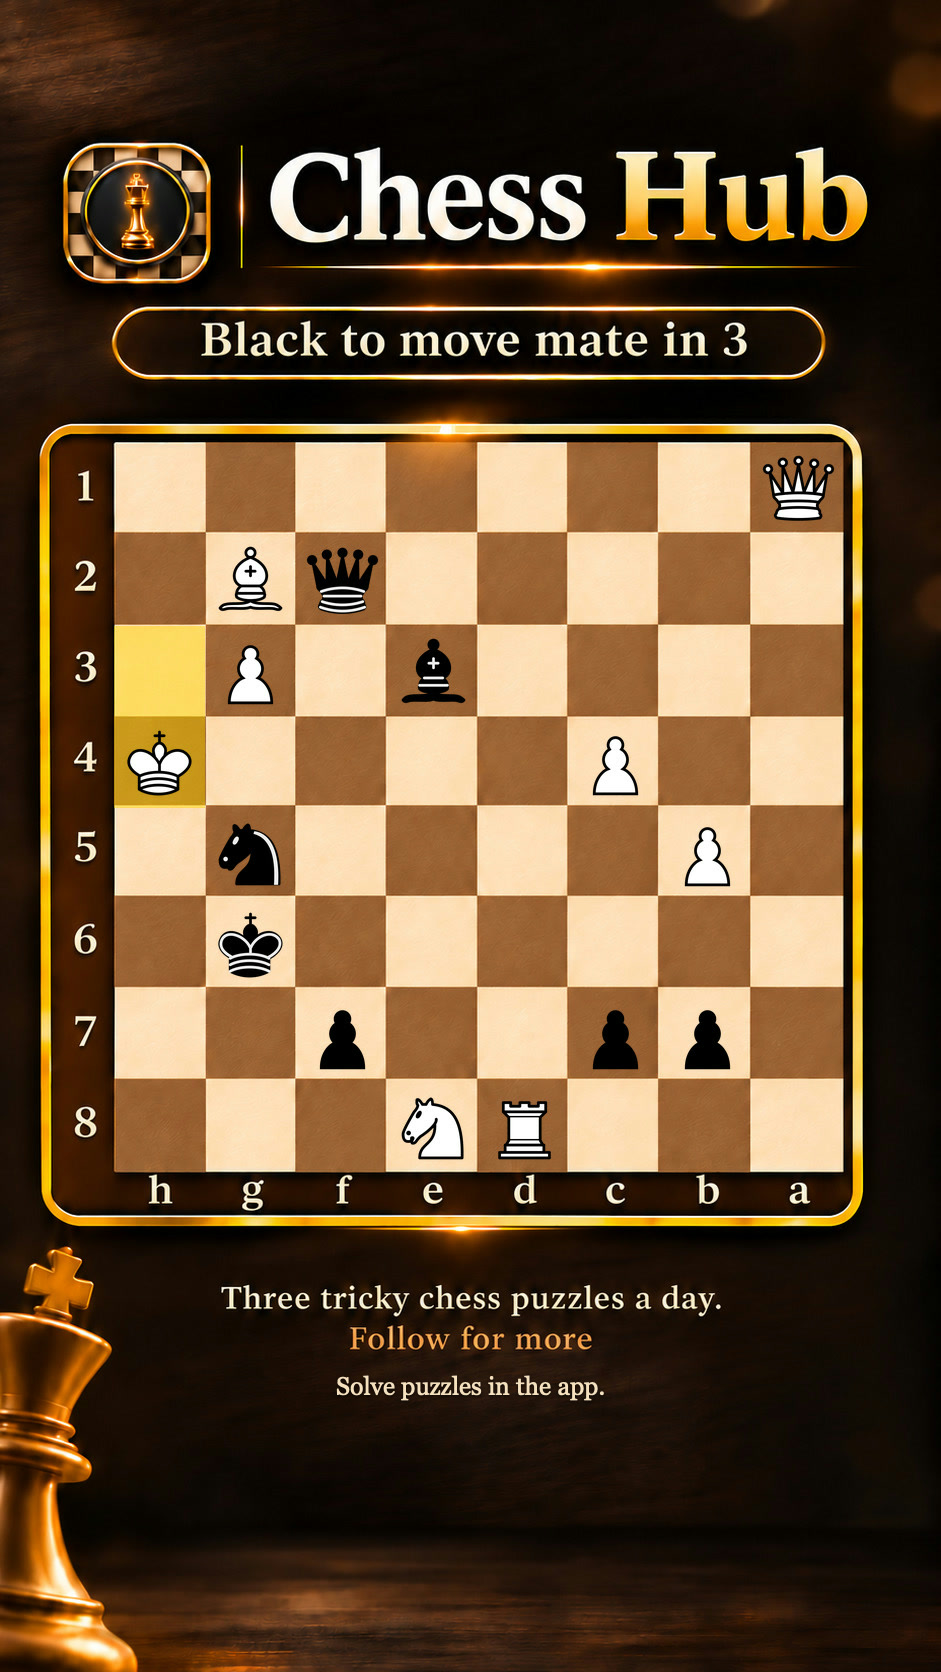 Chess Hub
Black to move mate in 3
1
2
3
4
5
6
7
8
h g f e d c b a
Three tricky chess puzzles a day.
Follow for more
Solve puzzles in the app.